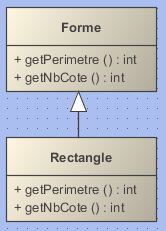 Forme
+ getPerimetre () : int
+ getNbCote () : int
Rectangle
+ getPerimetre () : int
+ getNbCote () : int